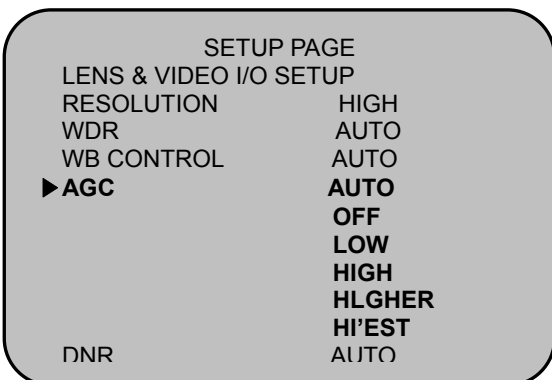 SETUP PAGE
LENS & VIDEO I/O SETUP
RESOLUTION HIGH
WDR AUTO
WB CONTROL AUTO
▶AGC AUTO
OFF
LOW
HIGH
HLGHER
HI'EST
DNR AUTO